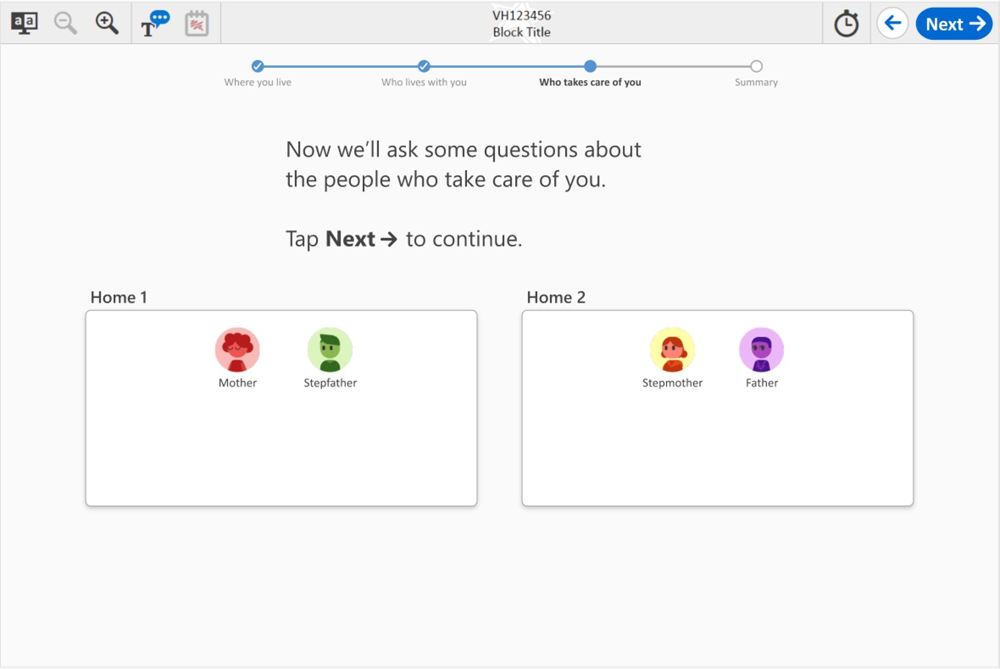 aa
T
VH123456
Block Title
Next →
Where you live
Who lives with you
Who takes care of you
Summary
Now we’ll ask some questions about
the people who take care of you.
Tap Next → to continue.
Home 1
Home 2
Mother
Stepfather
Stepmother
Father